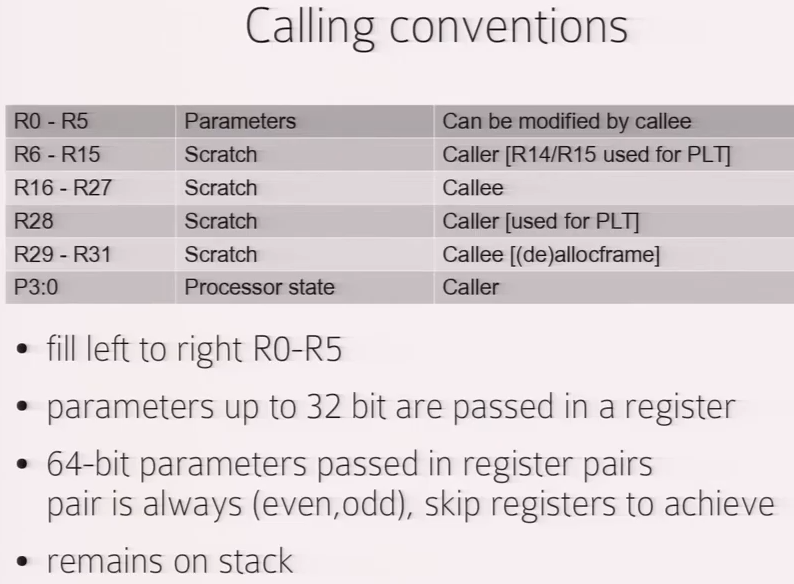 Calling conventions
R0 - R5 Parameters Can be modified by callee
R6 - R15 Scratch Caller [R14/R15 used for PLT]
R16 - R27 Scratch Callee
R28 Scratch Caller [used for PLT]
R29 - R31 Scratch Callee [(de)allocframe]
P3:0 Processor state Caller
• fill left to right R0-R5
• parameters up to 32 bit are passed in a register
• 64-bit parameters passed in register pairs
pair is always (even,odd), skip registers to achieve
• remains on stack